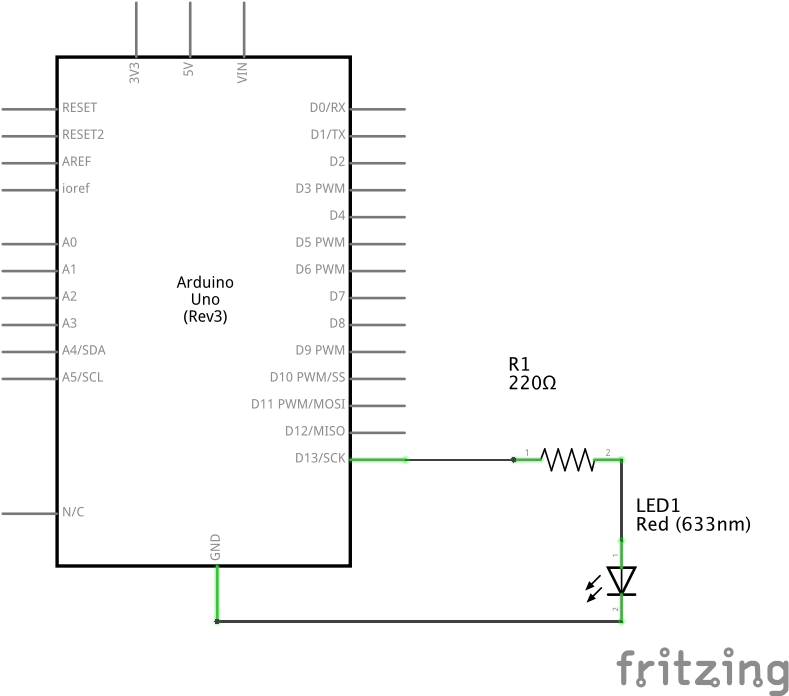 3V3
5V
VIN
RESET
RESET2
AREF
ioref
A0
A1
A2
A3
A4/SDA
A5/SCL
N/C
Arduino
Uno
(Rev3)
D0/RX
D1/TX
D2
D3 PWM
D4
D5 PWM
D6 PWM
D7
D8
D9 PWM
D10 PWM/SS
D11 PWM/MOSI
D12/MISO
D13/SCK
GND
R1
220Ω
1
2
LED1
Red (633nm)
1
2
fritzing